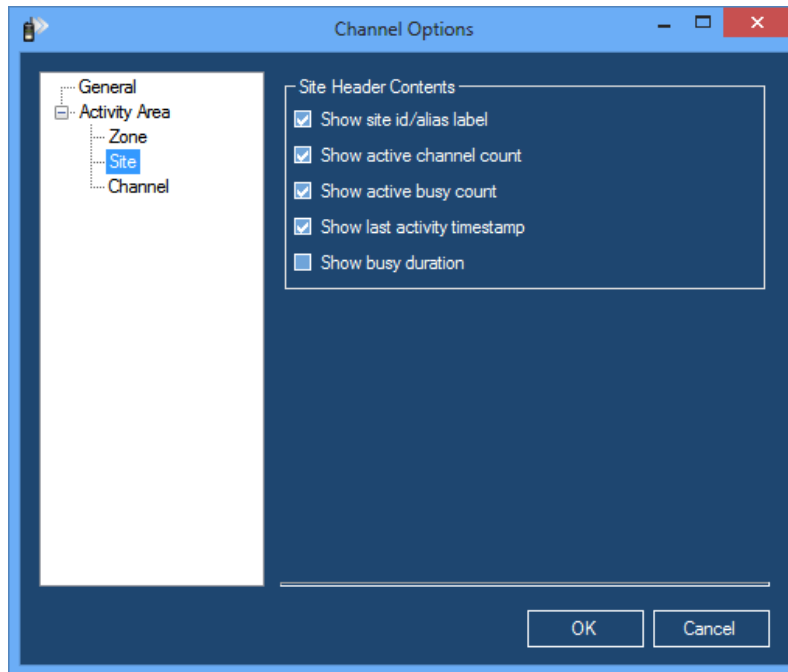 Channel Options
General
Activity Area
Zone
Site
Channel
Site Header Contents
Show site id/alias label
Show active channel count
Show active busy count
Show last activity timestamp
Show busy duration
OK
Cancel